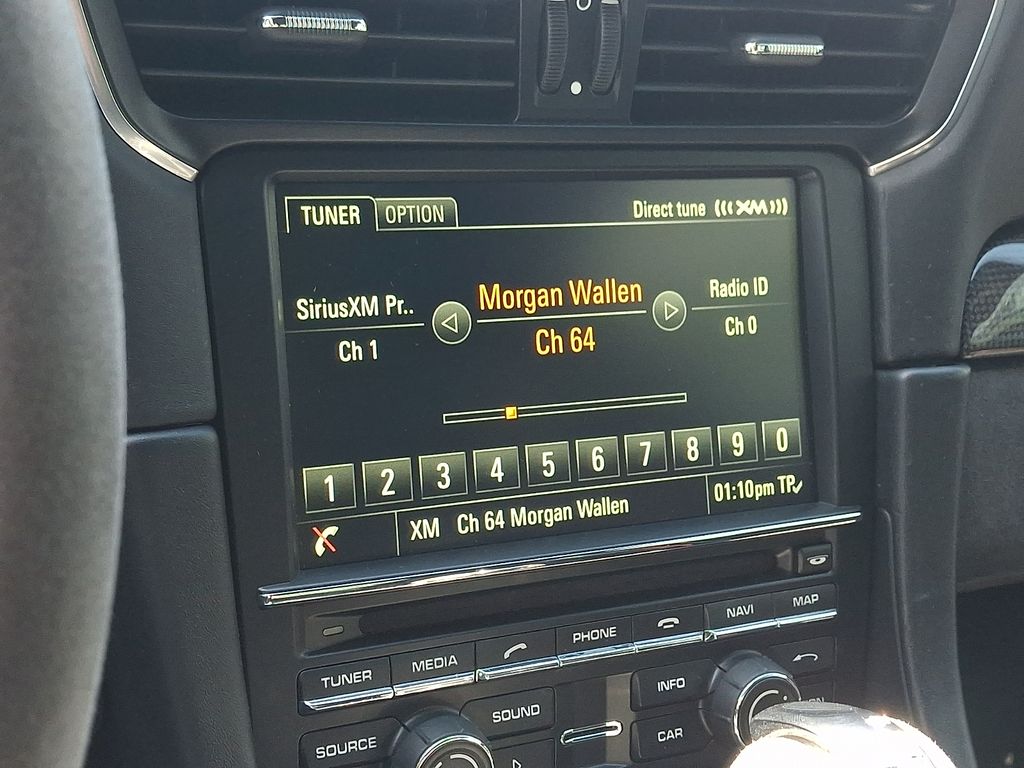 TUNER OPTION Direct tune ((( XM )))
SiriusXM Pr.. Morgan Wallen Radio ID
Ch 1 Ch 64 Ch 0
1 2 3 4 5 6 7 8 9 0
XM Ch 64 Morgan Wallen 01:10pm TP
TUNER MEDIA PHONE NAVI MAP
SOURCE SOUND INFO
CAR